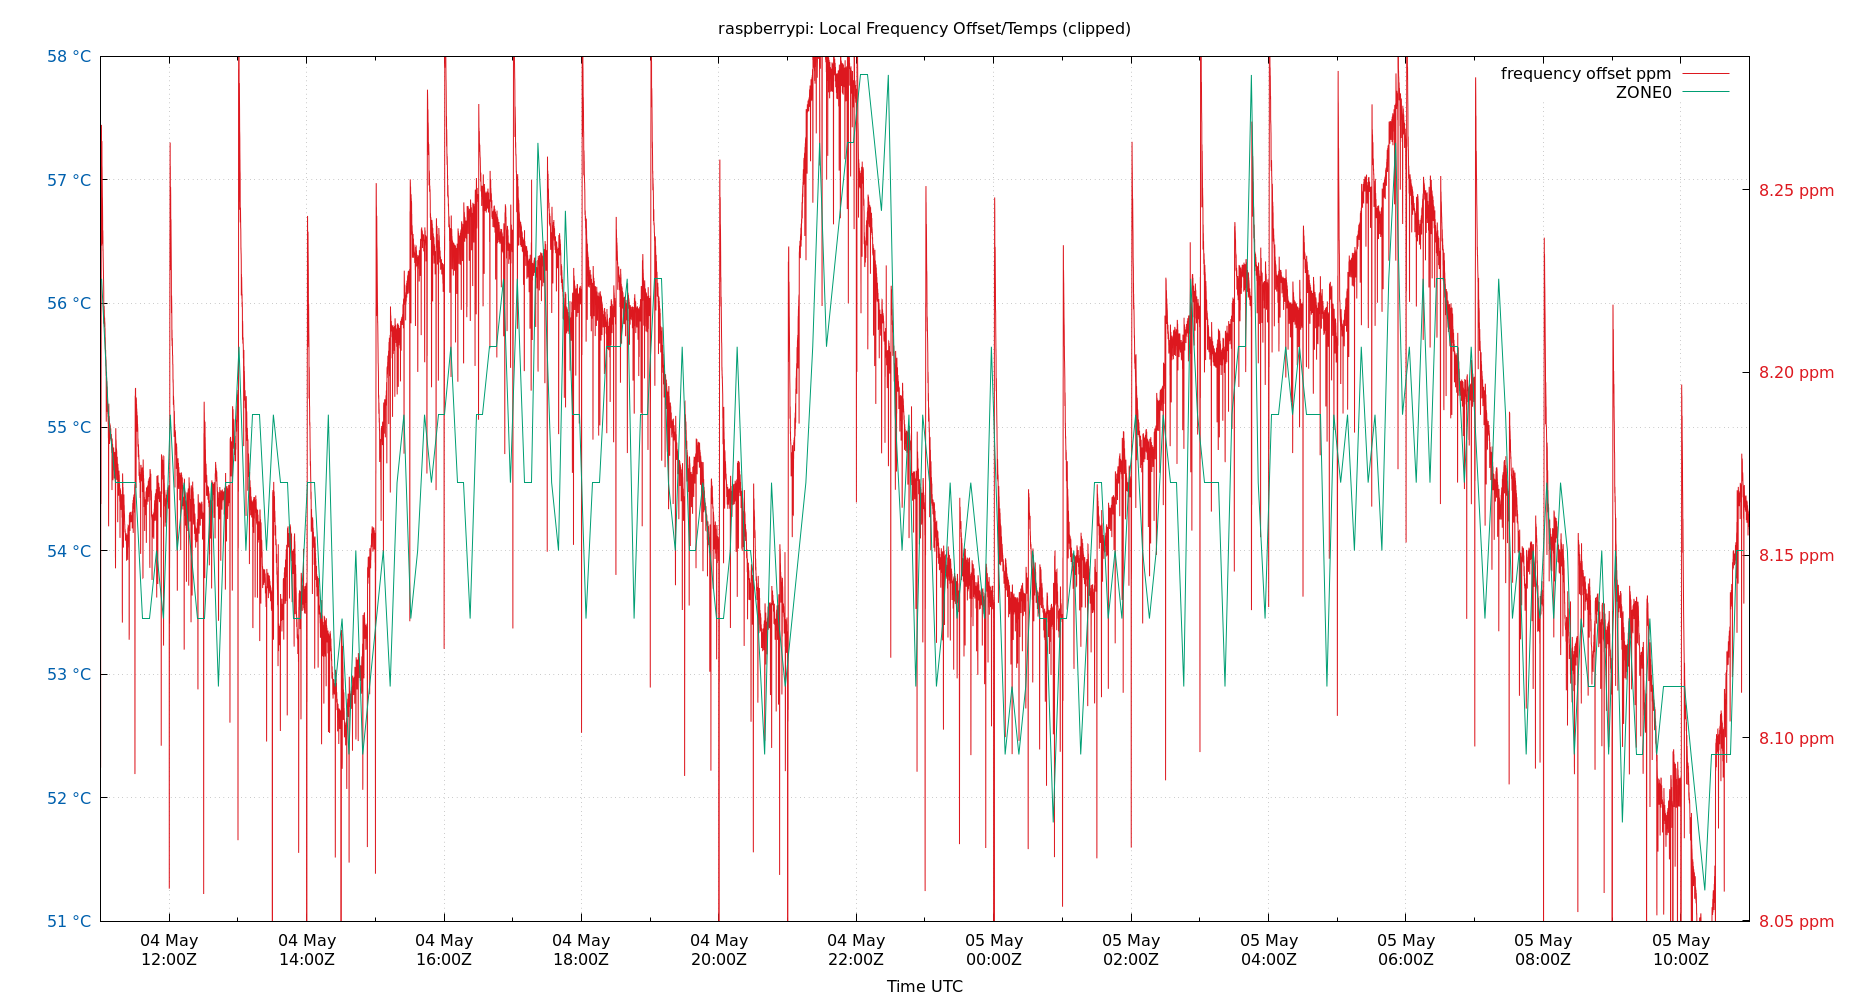 raspberrypi: Local Frequency Offset/Temps (clipped)
frequency offset ppm
ZONE0
58 °C
57 °C
56 °C
55 °C
54 °C
53 °C
52 °C
51 °C
8.25 ppm
8.20 ppm
8.15 ppm
8.10 ppm
8.05 ppm
04 May
12:00Z
04 May
14:00Z
04 May
16:00Z
04 May
18:00Z
04 May
20:00Z
04 May
22:00Z
05 May
00:00Z
05 May
02:00Z
05 May
04:00Z
05 May
06:00Z
05 May
08:00Z
05 May
10:00Z
Time UTC